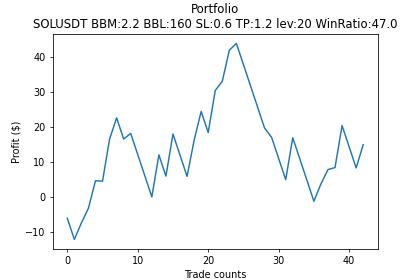 Portfolio
SOLUSDT BBM:2.2 BBL:160 SL:0.6 TP:1.2 lev:20 WinRatio:47.0
Profit ($)
40
30
20
10
0
−10
0
10
20
30
40
Trade counts